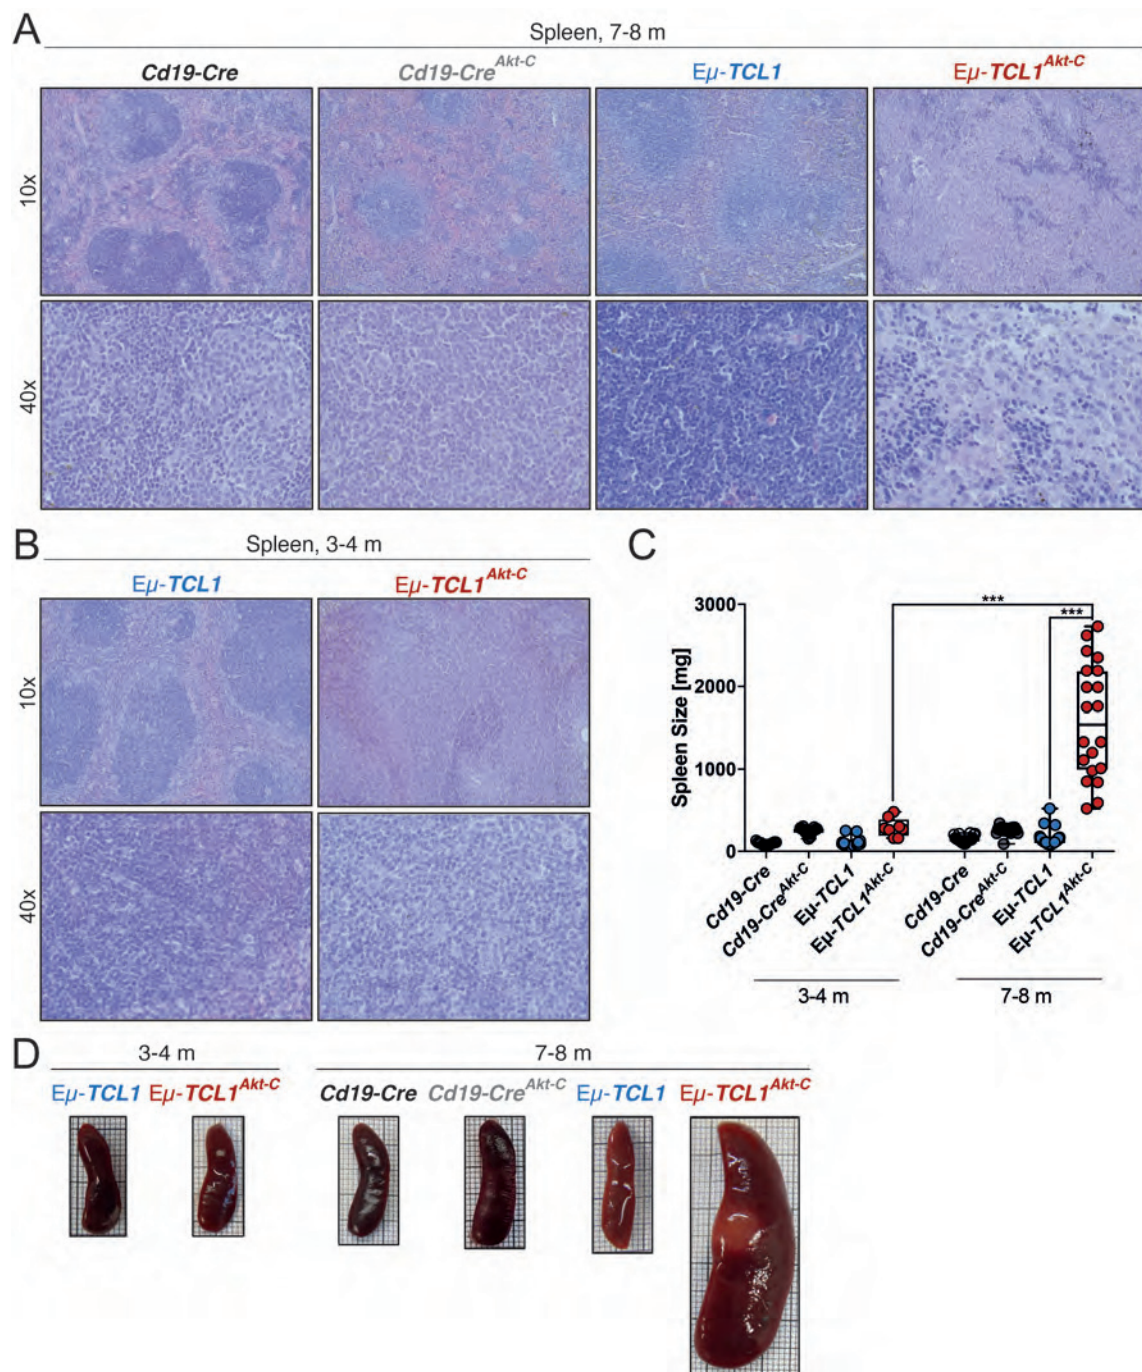 A
Spleen, 7-8 m
Cd19-Cre Cd19-Cre^Akt-C Eµ-TCL1 Eµ-TCL1^Akt-C
10x
40x
B
Spleen, 3-4 m
Eµ-TCL1 Eµ-TCL1^Akt-C
10x
40x
C
3000
2000
1000
0
Spleen Size [mg]
***
***
Cd19-Cre Cd19-Cre^Akt-C Eµ-TCL1 Eµ-TCL1^Akt-C Cd19-Cre Cd19-Cre^Akt-C Eµ-TCL1 Eµ-TCL1^Akt-C
3-4 m 7-8 m
D
3-4 m 7-8 m
Eµ-TCL1 Eµ-TCL1^Akt-C Cd19-Cre Cd19-Cre^Akt-C Eµ-TCL1 Eµ-TCL1^Akt-C